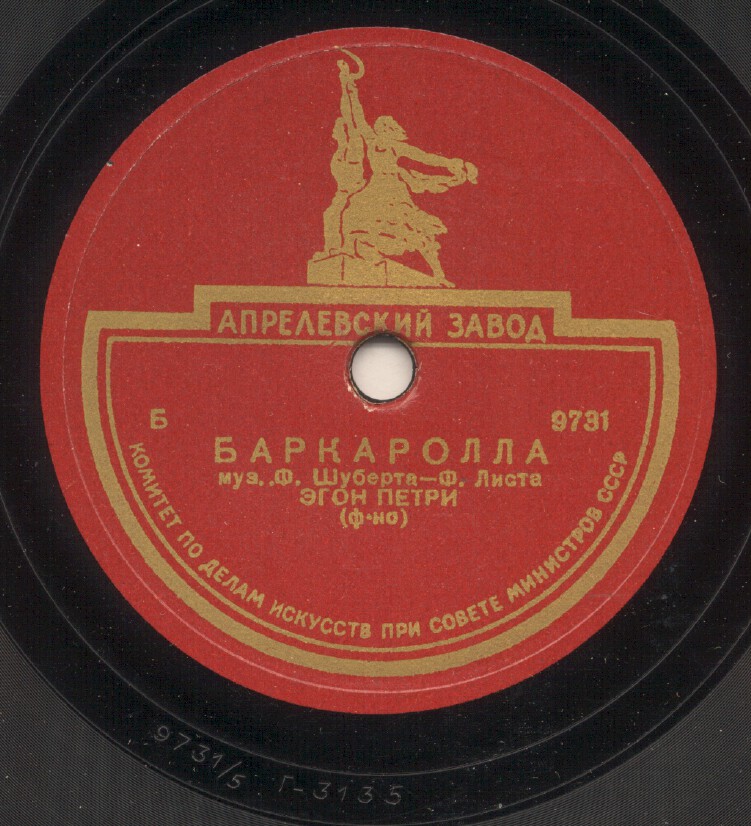 АПРЕЛЕВСКИЙ ЗАВОД
Б 9731
БАРКАРОЛЛА
муз. Ф. Шуберта—Ф. Листа
ЭГОН ПЕТРИ
(ф-но)
КОМИТЕТ ПО ДЕЛАМ ИСКУССТВ ПРИ СОВЕТЕ МИНИСТРОВ СССР
9731/5 Г-3135